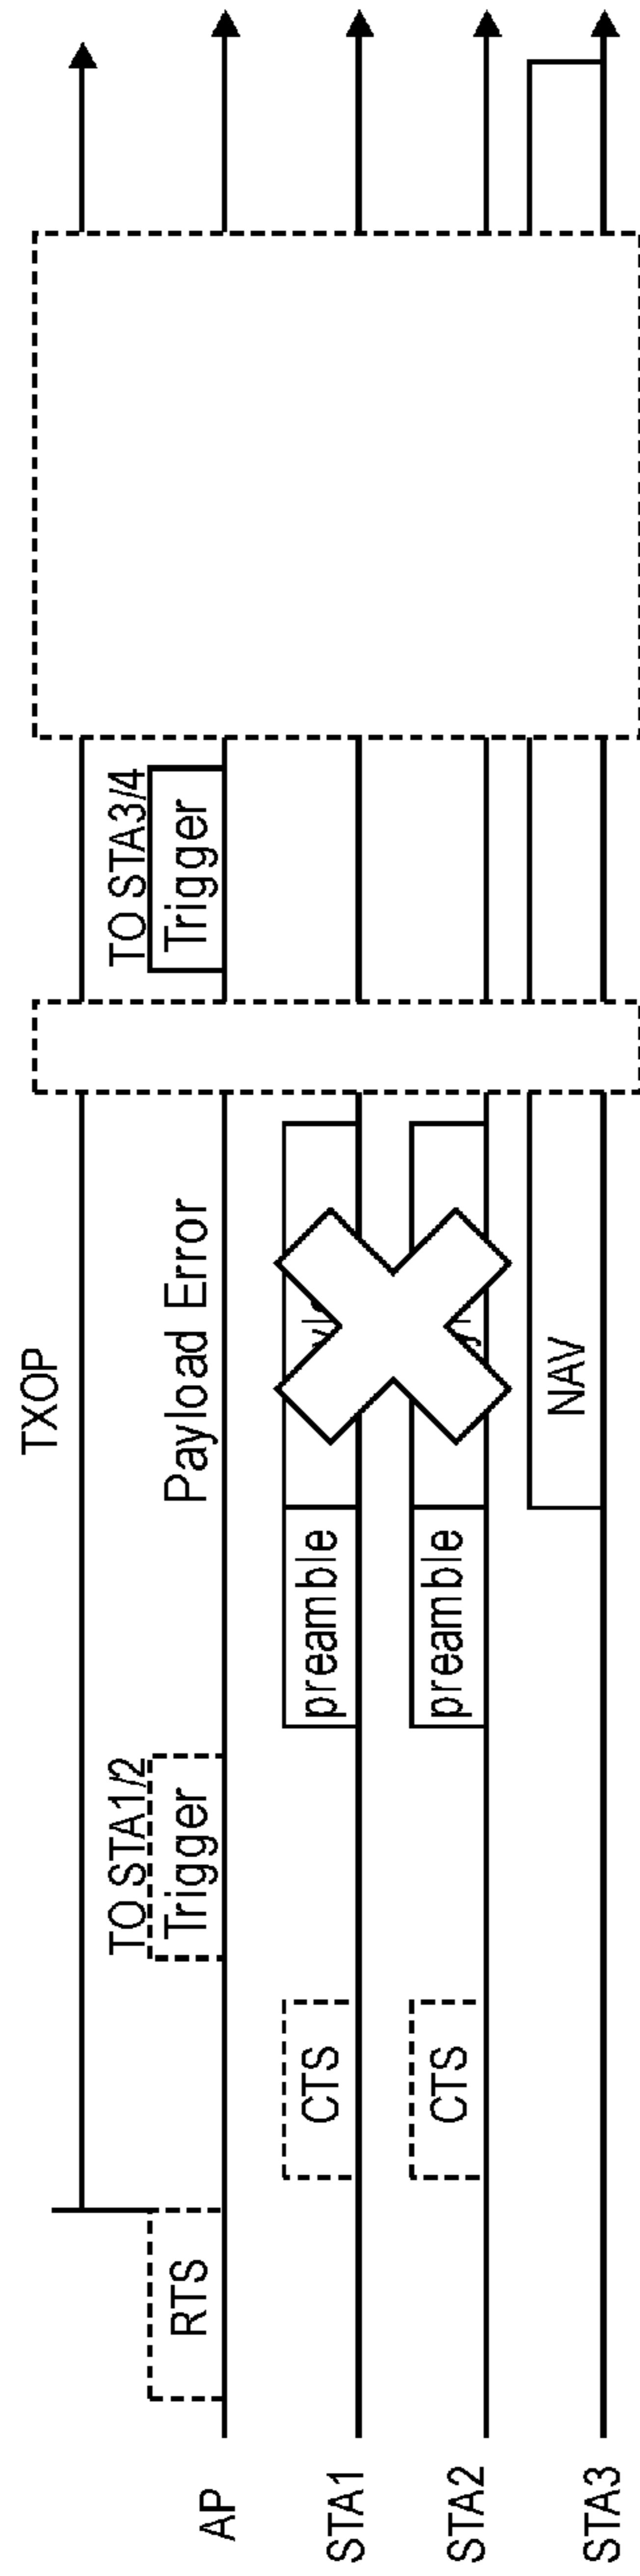 TXOP
TO STA1/2
TO STA3/4
AP
RTS
Trigger
Payload Error
Trigger
STA1
CTS
preamble
STA2
CTS
preamble
STA3
NAV